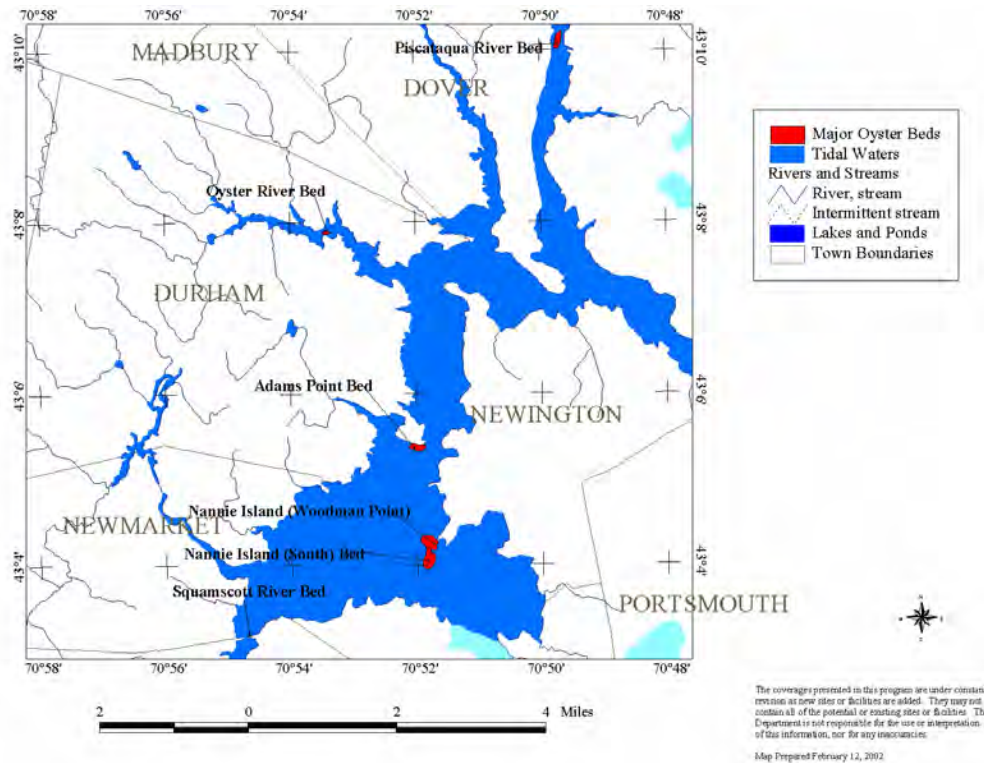 70°58' 70°56' 70°54' 70°52' 70°50' 70°48'
43°10' 43°10'
MADBURY
Piscataqua River Bed
DOVER
Major Oyster Beds
Tidal Waters
Rivers and Streams
River, stream
Intermittent stream
Lakes and Ponds
Town Boundaries
Oyster River Bed
43°8' 43°8'
DURHAM
Adams Point Bed
43°6' 43°6'
NEWINGTON
Nannie Island (Woodman Point)
NEWMARKET
Nannie Island (South) Bed
43°4' 43°4'
Squamscott River Bed
PORTSMOUTH
70°58' 70°56' 70°54' 70°52' 70°50' 70°48'
2 0 2 4 Miles
The coverages presented in this program are under constan
revision as new sites or facilities are added. They may not
contain all of the potential or existing sites or facilities. Th
Department is not responsible for the use or interpretation
of this information, nor for any inaccuracies.
Map Prepared February 12, 2002